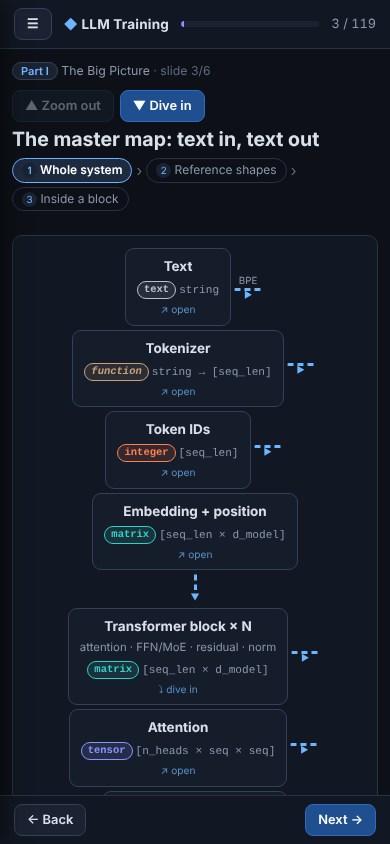 ☰ ◆ LLM Training 3 / 119
Part I The Big Picture · slide 3/6
▲ Zoom out ▼ Dive in
The master map: text in, text out
1 Whole system › 2 Reference shapes ›
3 Inside a block
Text
text string
BPE
↗ open
Tokenizer
function string → [seq_len]
↗ open
Token IDs
integer [seq_len]
↗ open
Embedding + position
matrix [seq_len × d_model]
↗ open
Transformer block × N
attention · FFN/MoE · residual · norm
matrix [seq_len × d_model]
⤵ dive in
Attention
tensor [n_heads × seq × seq]
↗ open
← Back Next →